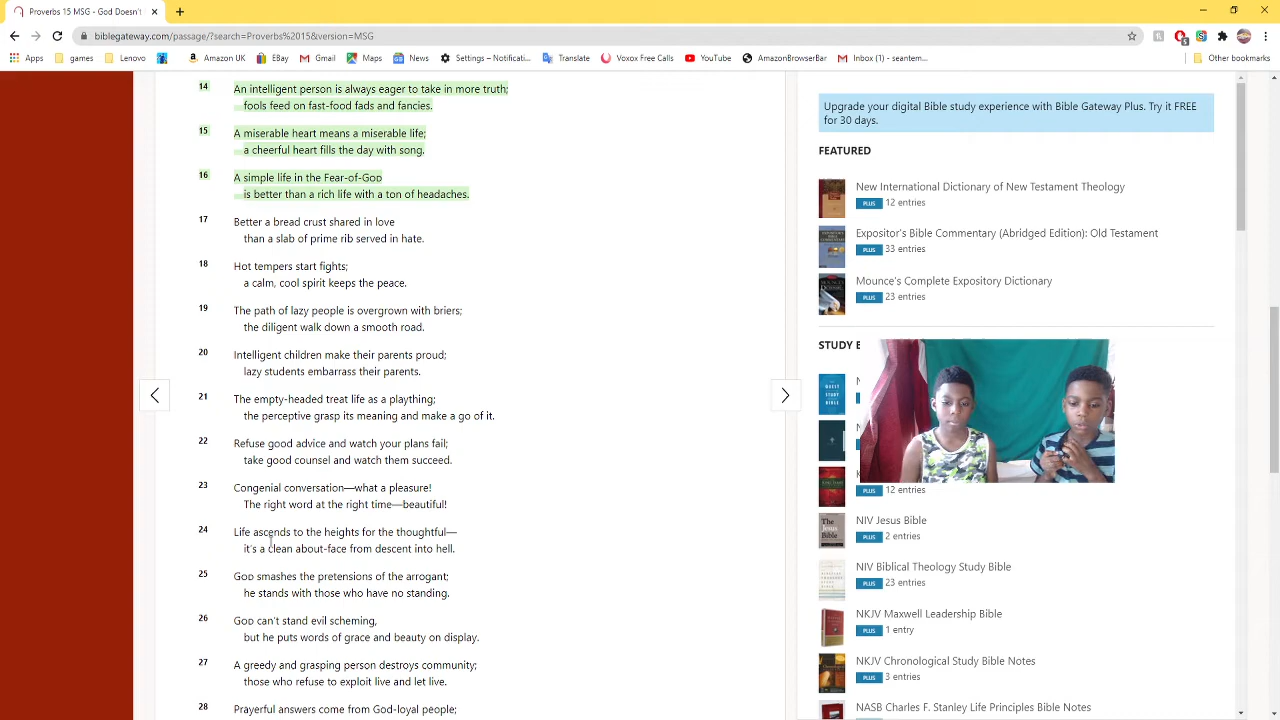 Proverbs 15 MSG - God Doesn't
biblegateway.com/passage/?search=Proverbs%2015&version=MSG
Apps games Lenovo Amazon UK EBay Gmail Maps News Settings – Notificati... Translate Voxox Free Calls YouTube AmazonBrowserBar Inbox (1) - seantem... Other bookmarks
14 An intelligent person is always eager to take in more truth;
fools feed on fast-food fads and fancies.
15 A miserable heart means a miserable life;
a cheerful heart fills the day with song.
16 A simple life in the Fear-of-God
is better than a rich life with a ton of headaches.
17 Better a bread crust shared in love
than a slab of prime rib served in hate.
18 Hot tempers start fights;
a calm, cool spirit keeps the peace.
19 The path of lazy people is overgrown with briers;
the diligent walk down a smooth road.
20 Intelligent children make their parents proud;
lazy students embarrass their parents.
21 The empty-headed treat life as a plaything;
the perceptive grasp its meaning and make a go of it.
22 Refuse good advice and watch your plans fail;
take good counsel and watch them succeed.
23 Congenial conversation—what a pleasure!
The right word at the right time—beautiful!
24 Life ascends to the heights for the thoughtful—
it's a clean about-face from descent into hell.
25 God smashes the pretensions of the arrogant;
he stands with those who have no standing.
26 God can't stand evil scheming,
but he puts words of grace and beauty on display.
27 A greedy and grasping person destroys community;
those who refuse to exploit live and let live.
28 Prayerful answers come from God-loyal people;
Upgrade your digital Bible study experience with Bible Gateway Plus. Try it FREE
for 30 days.
FEATURED
New International Dictionary of New Testament Theology
PLUS 12 entries
Expositor's Bible Commentary (Abridged Edition): Old Testament
PLUS 33 entries
Mounce's Complete Expository Dictionary
PLUS 23 entries
STUDY
PLUS 12 entries
NIV Jesus Bible
PLUS 2 entries
NIV Biblical Theology Study Bible
PLUS 23 entries
NKJV Maxwell Leadership Bible
PLUS 1 entry
NKJV Chronological Study Bible Notes
PLUS 3 entries
NASB Charles F. Stanley Life Principles Bible Notes